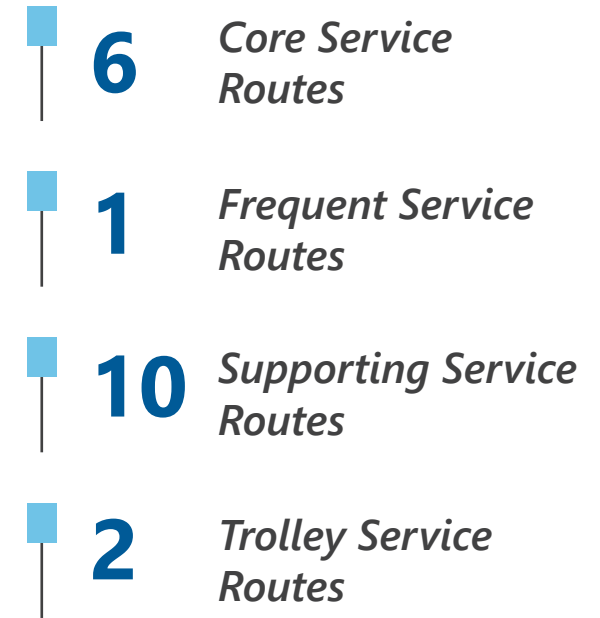 6 Core Service
Routes
1 Frequent Service
Routes
10 Supporting Service
Routes
2 Trolley Service
Routes